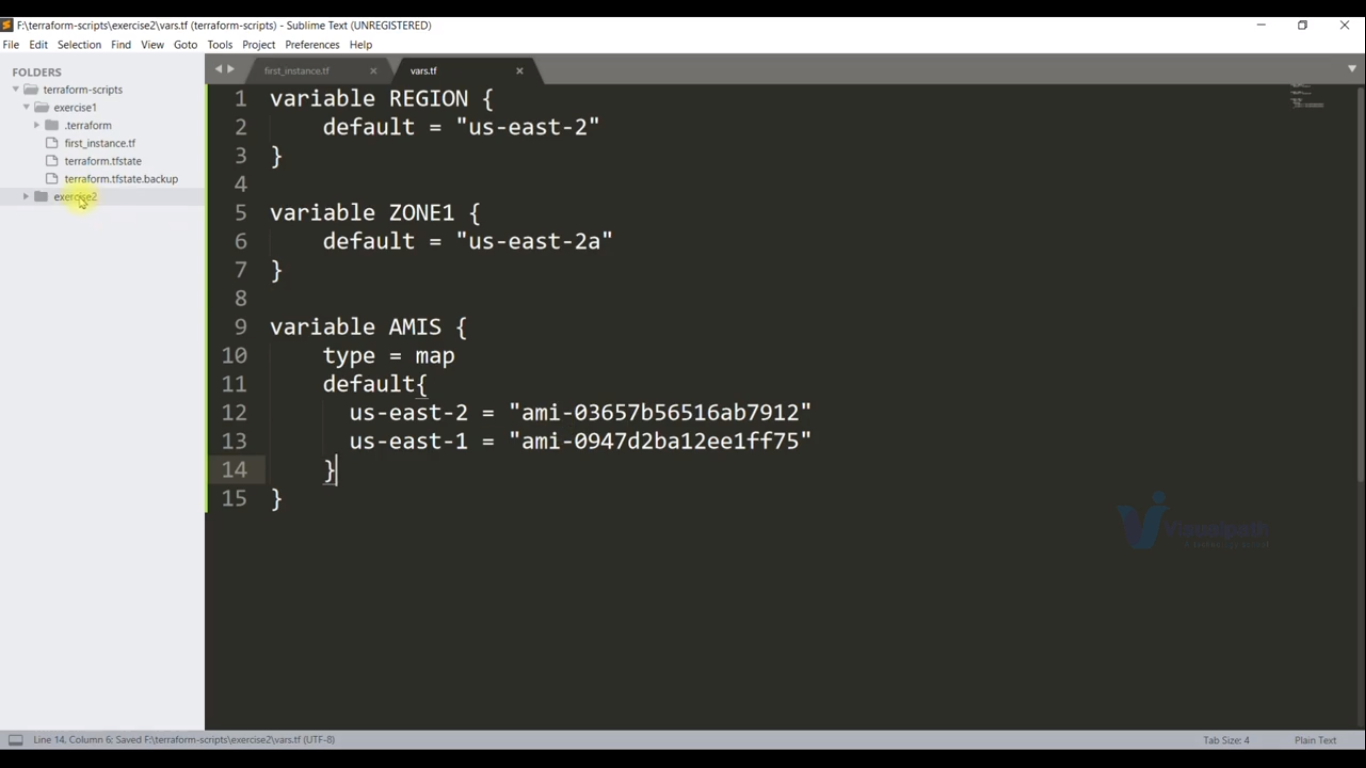 F:\terraform-scripts\exercise2\vars.tf (terraform-scripts) - Sublime Text (UNREGISTERED)
File Edit Selection Find View Goto Tools Project Preferences Help
FOLDERS
terraform-scripts
exercise1
.terraform
first_instance.tf
terraform.tfstate
terraform.tfstate.backup
exercise2
first_instance.tf
vars.tf
1 variable REGION {
2 default = "us-east-2"
3 }
4
5 variable ZONE1 {
6 default = "us-east-2a"
7 }
8
9 variable AMIS {
10 type = map
11 default{
12 us-east-2 = "ami-03657b56516ab7912"
13 us-east-1 = "ami-0947d2ba12ee1ff75"
14 }
15 }
Visualpath
Line 14, Column 6; Saved F:\terraform-scripts\exercise2\vars.tf (UTF-8)
Tab Size: 4
Plain Text